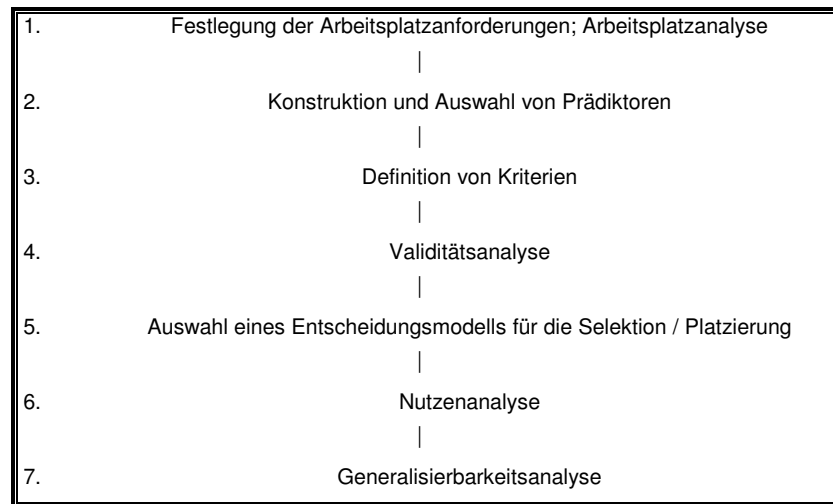 1. Festlegung der Arbeitsplatzanforderungen; Arbeitsplatzanalyse
|
2. Konstruktion und Auswahl von Prädiktoren
|
3. Definition von Kriterien
|
4. Validitätsanalyse
|
5. Auswahl eines Entscheidungsmodells für die Selektion / Platzierung
|
6. Nutzenanalyse
|
7. Generalisierbarkeitsanalyse